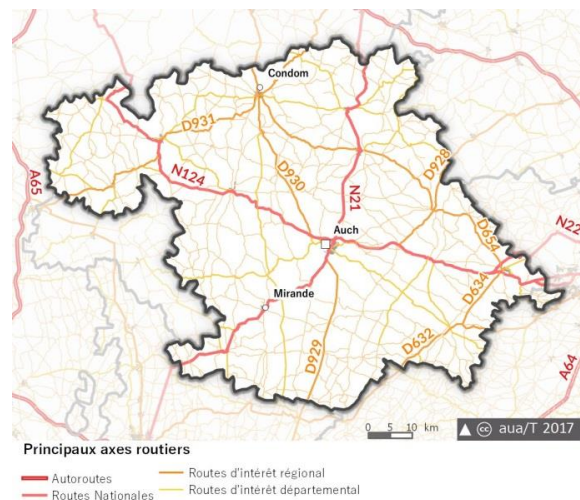 Condom
D931
D930
D928
A65
N124
N21
Auch
D654
N22
Mirande
D634
D929
D632
A64
0 5 10 km
aua/T 2017
Principaux axes routiers
Autoroutes
Routes Nationales
Routes d'intérêt régional
Routes d'intérêt départemental